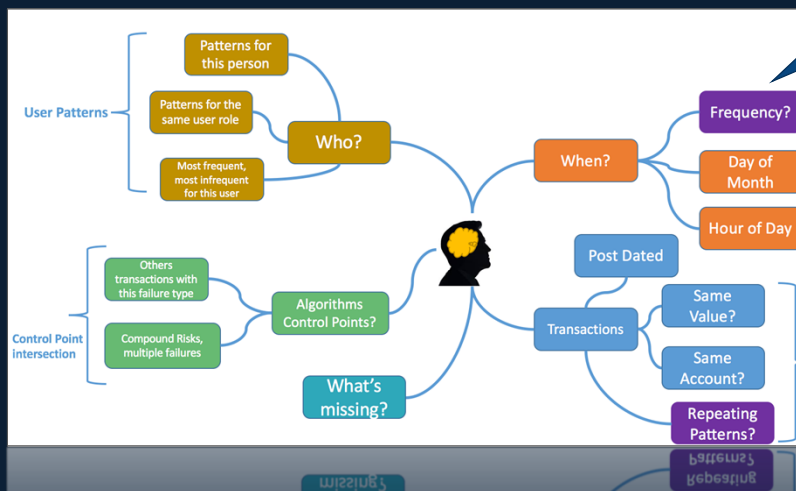 User Patterns
Patterns for
this person
Patterns for the
same user role
Most frequent,
most infrequent
for this user
Who?
When?
Frequency?
Day of
Month
Hour of Day
Control Point
intersection
Others
transactions with
this failure type
Compound Risks,
multiple failures
Algorithms
Control Points?
What's
missing?
Post Dated
Transactions
Same
Value?
Same
Account?
Repeating
Patterns?